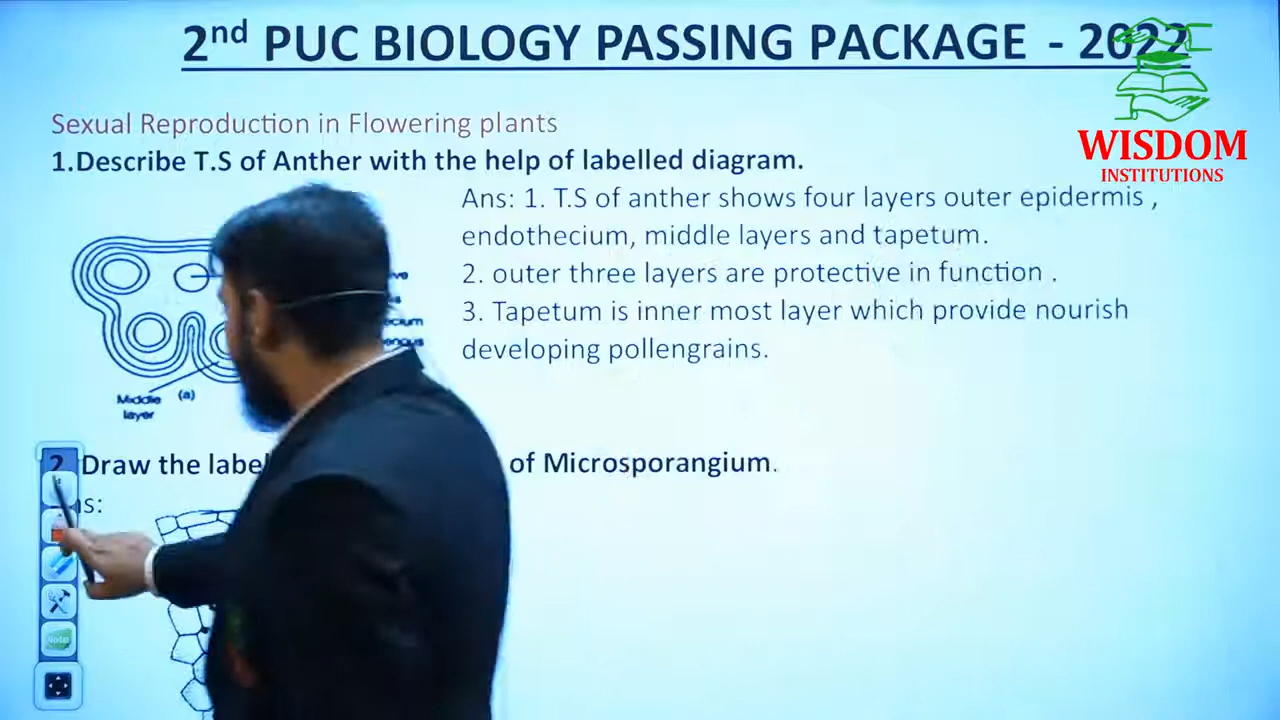 2nd PUC BIOLOGY PASSING PACKAGE - 2022
WISDOM
INSTITUTIONS
Sexual Reproduction in Flowering plants
1.Describe T.S of Anther with the help of labelled diagram.
Ans: 1. T.S of anther shows four layers outer epidermis ,
endothecium, middle layers and tapetum.
2. outer three layers are protective in function .
3. Tapetum is inner most layer which provide nourish
developing pollengrains.
Middle (a)
layer
2 Draw the of Microsporangium.